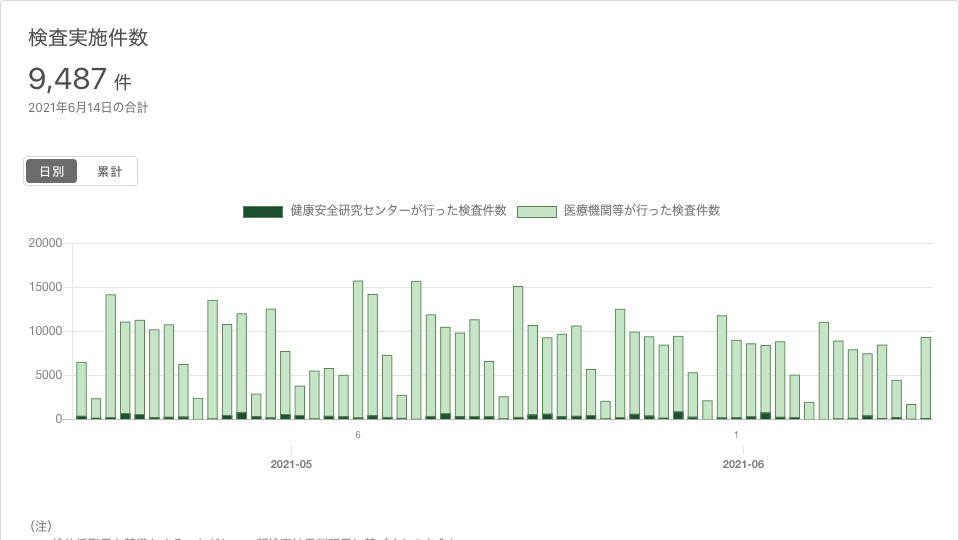 検査実施件数
9,487 件
2021年6月14日の合計
日別 累計
健康安全研究センターが行った検査件数 医療機関等が行った検査件数
20000
15000
10000
5000
0
6 1
2021-05 2021-06
（注）